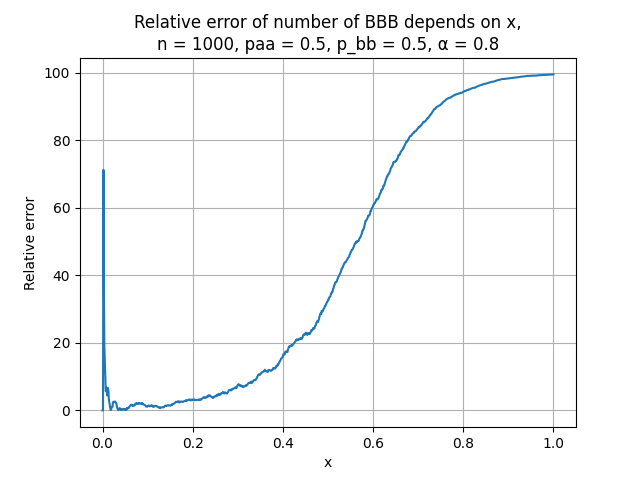 Relative error of number of BBB depends on x,
n = 1000, paa = 0.5, p_bb = 0.5, α = 0.8
100
80
60
40
20
0
Relative error
0.0 0.2 0.4 0.6 0.8 1.0
x